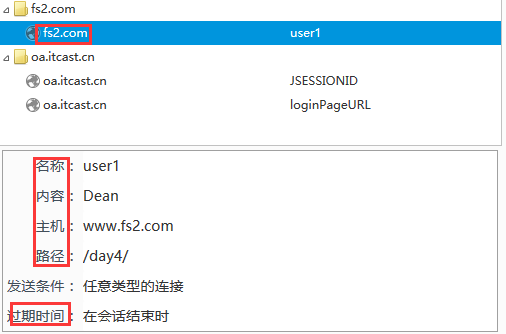 fs2.com
fs2.com user1
oa.itcast.cn
oa.itcast.cn JSESSIONID
oa.itcast.cn loginPageURL
名称： user1
内容： Dean
主机： www.fs2.com
路径： /day4/
发送条件： 任意类型的连接
过期时间： 在会话结束时